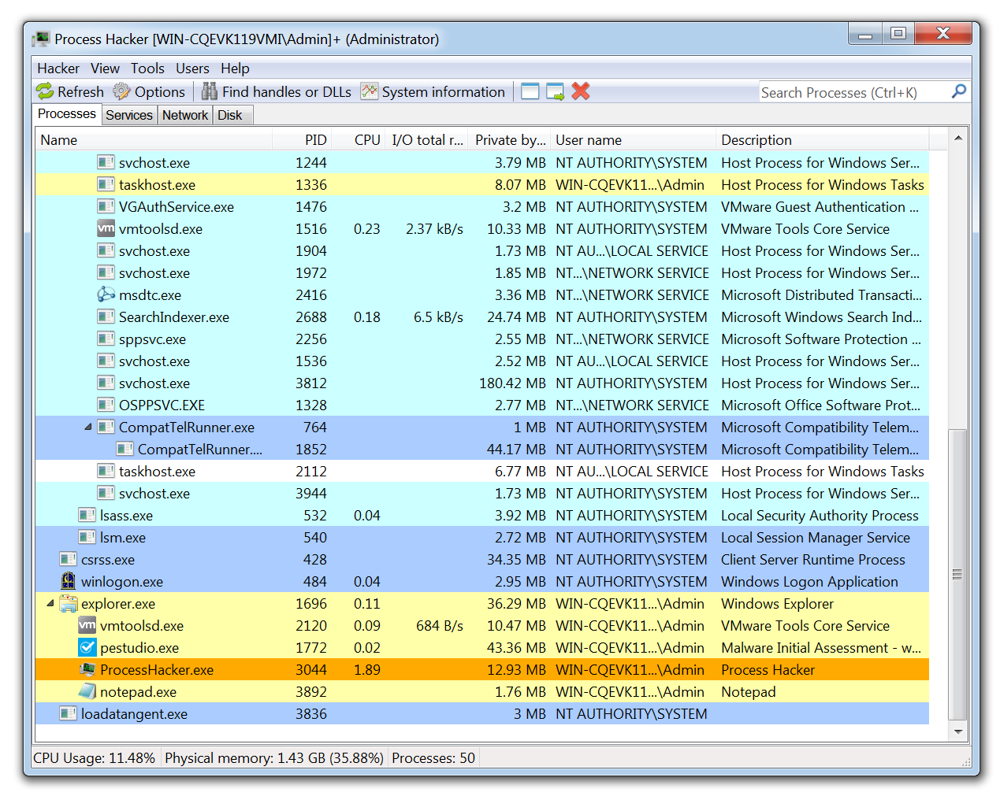 Process Hacker [WIN-CQEVK119VMI\Admin]+ (Administrator)
Hacker View Tools Users Help
Refresh Options Find handles or DLLs System information Search Processes (Ctrl+K)
Processes Services Network Disk
Name PID CPU I/O total r... Private by... User name Description
svchost.exe 1244 3.79 MB NT AUTHORITY\SYSTEM Host Process for Windows Ser...
taskhost.exe 1336 8.07 MB WIN-CQEVK11...\Admin Host Process for Windows Tasks
VGAuthService.exe 1476 3.2 MB NT AUTHORITY\SYSTEM VMware Guest Authentication ...
vm vmtoolsd.exe 1516 0.23 2.37 kB/s 10.33 MB NT AUTHORITY\SYSTEM VMware Tools Core Service
svchost.exe 1904 1.73 MB NT AU...\LOCAL SERVICE Host Process for Windows Ser...
svchost.exe 1972 1.85 MB NT...\NETWORK SERVICE Host Process for Windows Ser...
msdtc.exe 2416 3.36 MB NT...\NETWORK SERVICE Microsoft Distributed Transacti...
SearchIndexer.exe 2688 0.18 6.5 kB/s 24.74 MB NT AUTHORITY\SYSTEM Microsoft Windows Search Ind...
sppsvc.exe 2256 2.55 MB NT...\NETWORK SERVICE Microsoft Software Protection ...
svchost.exe 1536 2.52 MB NT AU...\LOCAL SERVICE Host Process for Windows Ser...
svchost.exe 3812 180.42 MB NT AUTHORITY\SYSTEM Host Process for Windows Ser...
OSPPSVC.EXE 1328 2.77 MB NT...\NETWORK SERVICE Microsoft Office Software Prot...
CompatTelRunner.exe 764 1 MB NT AUTHORITY\SYSTEM Microsoft Compatibility Telem...
CompatTelRunner.... 1852 44.17 MB NT AUTHORITY\SYSTEM Microsoft Compatibility Telem...
taskhost.exe 2112 6.77 MB NT AU...\LOCAL SERVICE Host Process for Windows Tasks
svchost.exe 3944 1.73 MB NT AUTHORITY\SYSTEM Host Process for Windows Ser...
lsass.exe 532 0.04 3.92 MB NT AUTHORITY\SYSTEM Local Security Authority Process
lsm.exe 540 2.72 MB NT AUTHORITY\SYSTEM Local Session Manager Service
csrss.exe 428 34.35 MB NT AUTHORITY\SYSTEM Client Server Runtime Process
winlogon.exe 484 0.04 2.95 MB NT AUTHORITY\SYSTEM Windows Logon Application
explorer.exe 1696 0.11 36.29 MB WIN-CQEVK11...\Admin Windows Explorer
vm vmtoolsd.exe 2120 0.09 684 B/s 10.47 MB WIN-CQEVK11...\Admin VMware Tools Core Service
pestudio.exe 1772 0.02 43.36 MB WIN-CQEVK11...\Admin Malware Initial Assessment - w...
ProcessHacker.exe 3044 1.89 12.93 MB WIN-CQEVK11...\Admin Process Hacker
notepad.exe 3892 1.76 MB WIN-CQEVK11...\Admin Notepad
loadatangent.exe 3836 3 MB NT AUTHORITY\SYSTEM
CPU Usage: 11.48% Physical memory: 1.43 GB (35.88%) Processes: 50